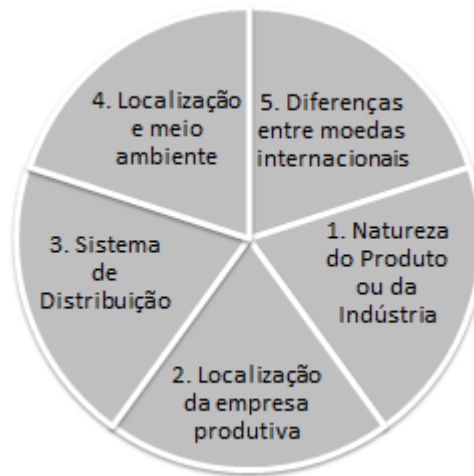 4. Localização
e meio
ambiente
5. Diferenças
entre moedas
internacionais
1. Natureza
do Produto
ou da
Indústria
3. Sistema
de
Distribuição
2. Localização
da empresa
produtiva